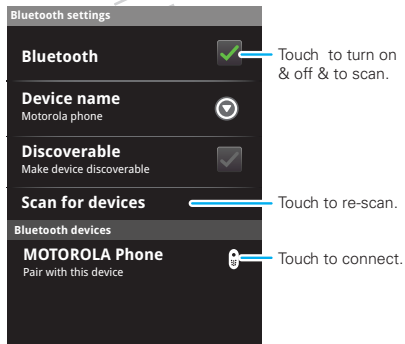 Bluetooth settings
Bluetooth
Touch to turn on
& off & to scan.
Device name
Motorola phone
Discoverable
Make device discoverable
Scan for devices
Touch to re-scan.
Bluetooth devices
MOTOROLA Phone
Pair with this device
Touch to connect.